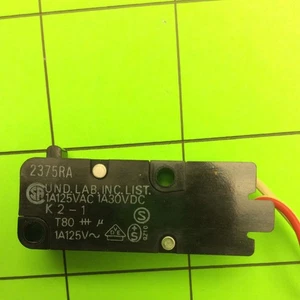 2375RA
UND. LAB. INC. LIST.
1A125VAC 1A30VDC
K2-1
T80 µ
1A125V~